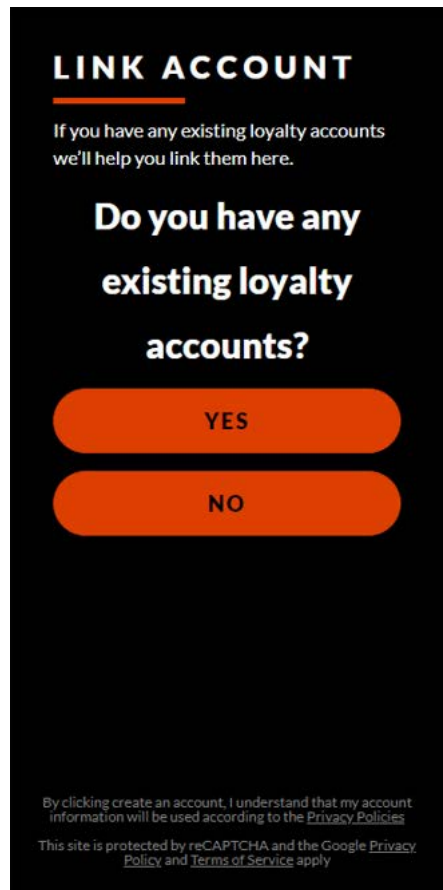 LINK ACCOUNT
If you have any existing loyalty accounts
we'll help you link them here.
Do you have any
existing loyalty
accounts?
YES
NO
By clicking create an account, I understand that my account
information will be used according to the Privacy Policies
This site is protected by reCAPTCHA and the Google Privacy
Policy and Terms of Service apply